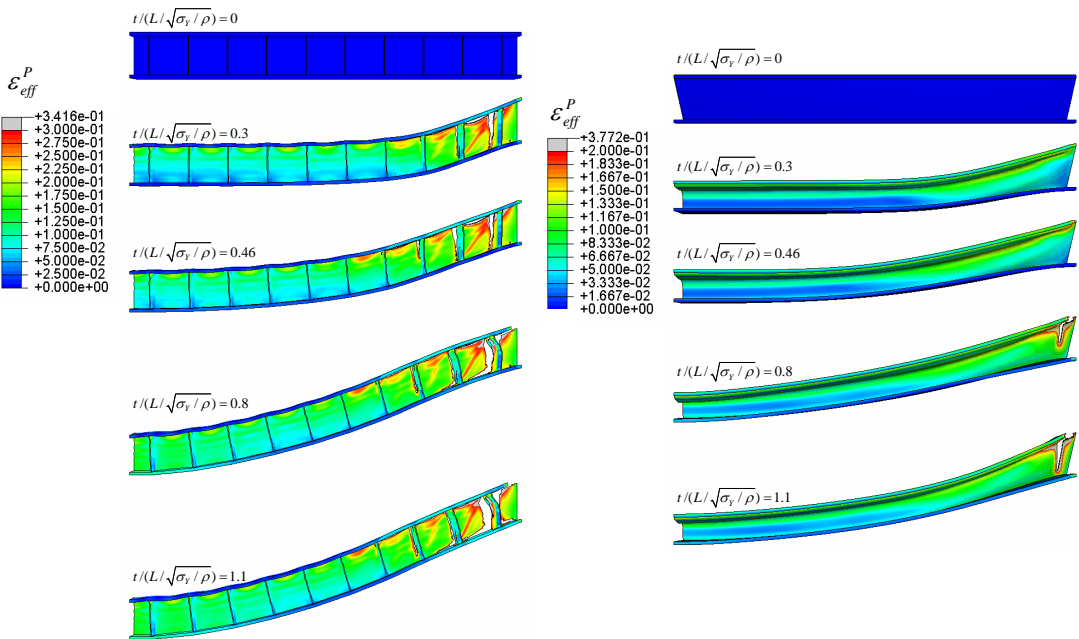 t/(L/√σ_Y/ρ)=0
ε^P_eff
+3.416e-01
+3.000e-01
+2.750e-01
+2.500e-01
+2.250e-01
+2.000e-01
+1.750e-01
+1.500e-01
+1.250e-01
+1.000e-01
+7.500e-02
+5.000e-02
+2.500e-02
+0.000e+00
t/(L/√σ_Y/ρ)=0.3
t/(L/√σ_Y/ρ)=0.46
t/(L/√σ_Y/ρ)=0.8
t/(L/√σ_Y/ρ)=1.1
t/(L/√σ_Y/ρ)=0
ε^P_eff
+3.772e-01
+2.000e-01
+1.833e-01
+1.667e-01
+1.500e-01
+1.333e-01
+1.167e-01
+1.000e-01
+8.333e-02
+6.667e-02
+5.000e-02
+3.333e-02
+1.667e-02
+0.000e+00
t/(L/√σ_Y/ρ)=0.3
t/(L/√σ_Y/ρ)=0.46
t/(L/√σ_Y/ρ)=0.8
t/(L/√σ_Y/ρ)=1.1